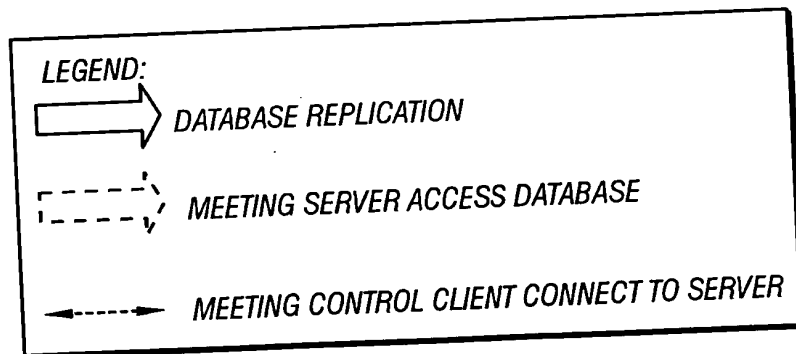 LEGEND:
DATABASE REPLICATION
MEETING SERVER ACCESS DATABASE
MEETING CONTROL CLIENT CONNECT TO SERVER